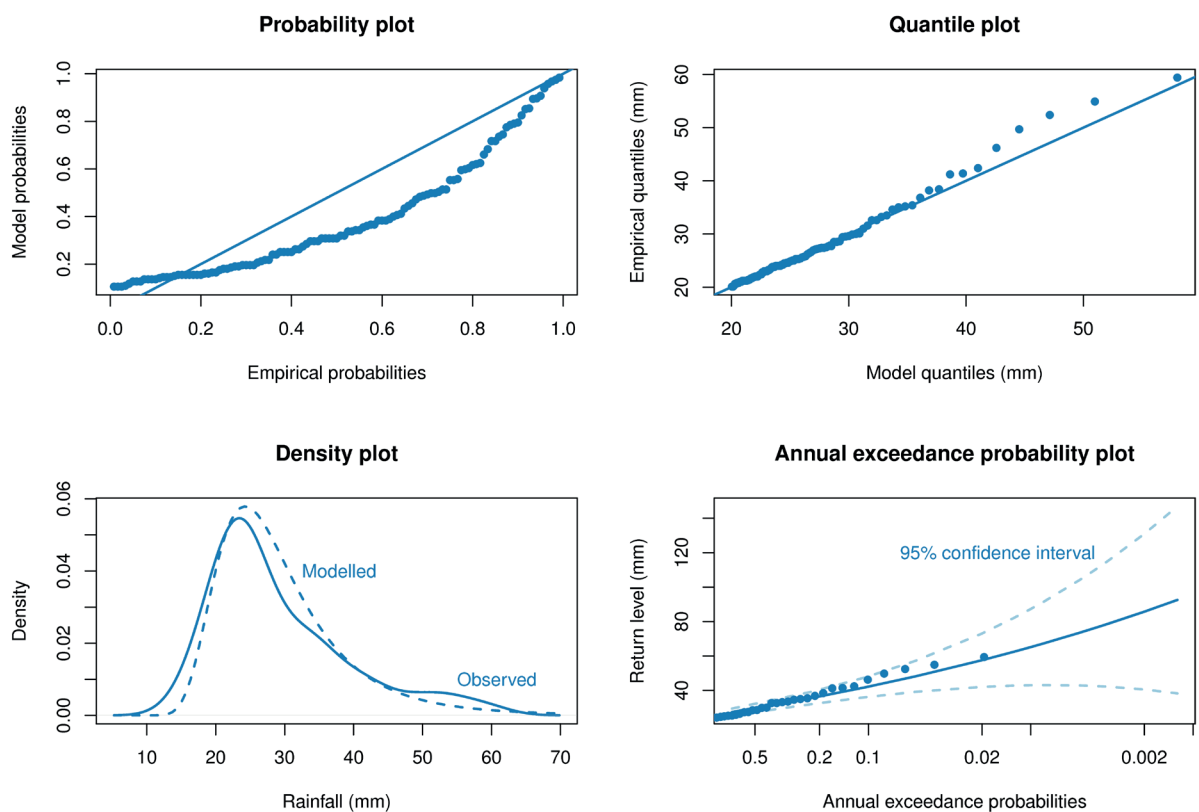 Probability plot
Model probabilities
1.0
0.8
0.6
0.4
0.2
0.0 0.2 0.4 0.6 0.8 1.0
Empirical probabilities
Quantile plot
Empirical quantiles (mm)
60
50
40
30
20
20 30 40 50
Model quantiles (mm)
Density plot
Density
0.06
0.04
0.02
0.00
Modelled
Observed
10 20 30 40 50 60 70
Rainfall (mm)
Annual exceedance probability plot
Return level (mm)
120
80
40
95% confidence interval
0.5 0.2 0.1 0.02 0.002
Annual exceedance probabilities